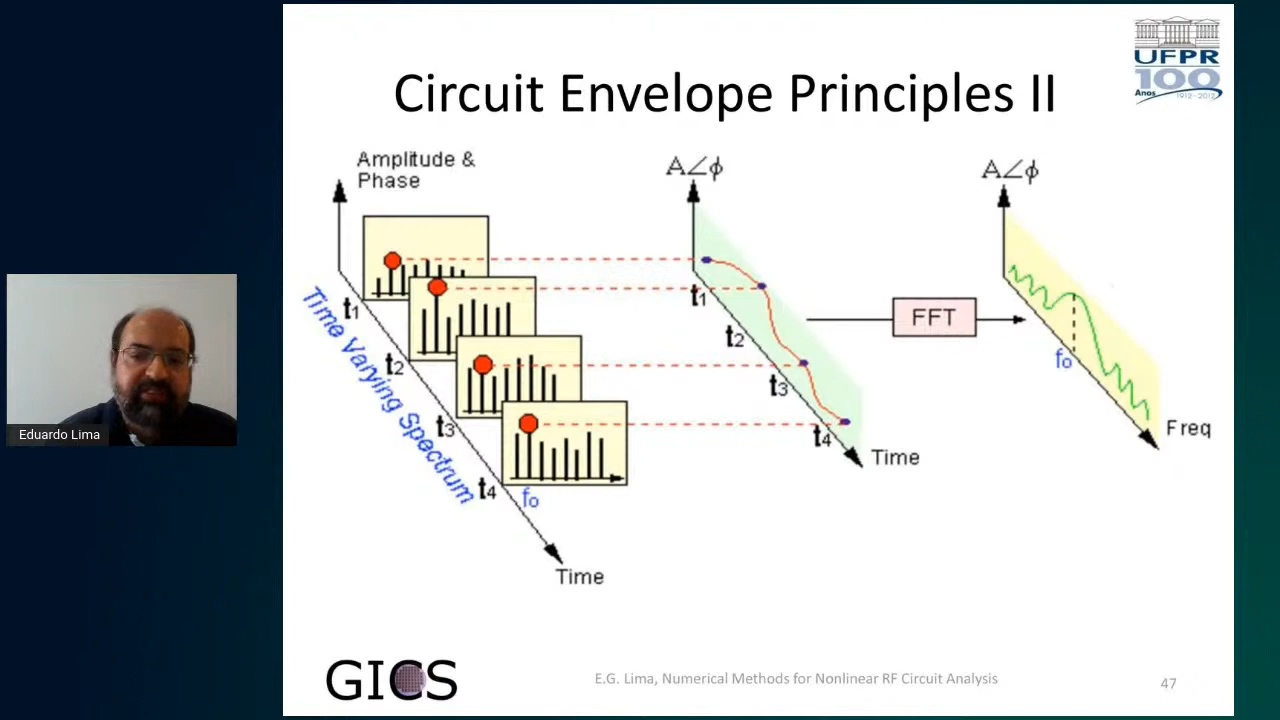 Circuit Envelope Principles II
UFPR
100
Anos
1912-2012
Amplitude &
Phase
t1
t2
t3
t4
Time Varying Spectrum
fo
Time
A∠ϕ
t1
t2
t3
t4
Time
FFT
A∠ϕ
fo
Freq
Eduardo Lima
GICS
E.G. Lima, Numerical Methods for Nonlinear RF Circuit Analysis
47